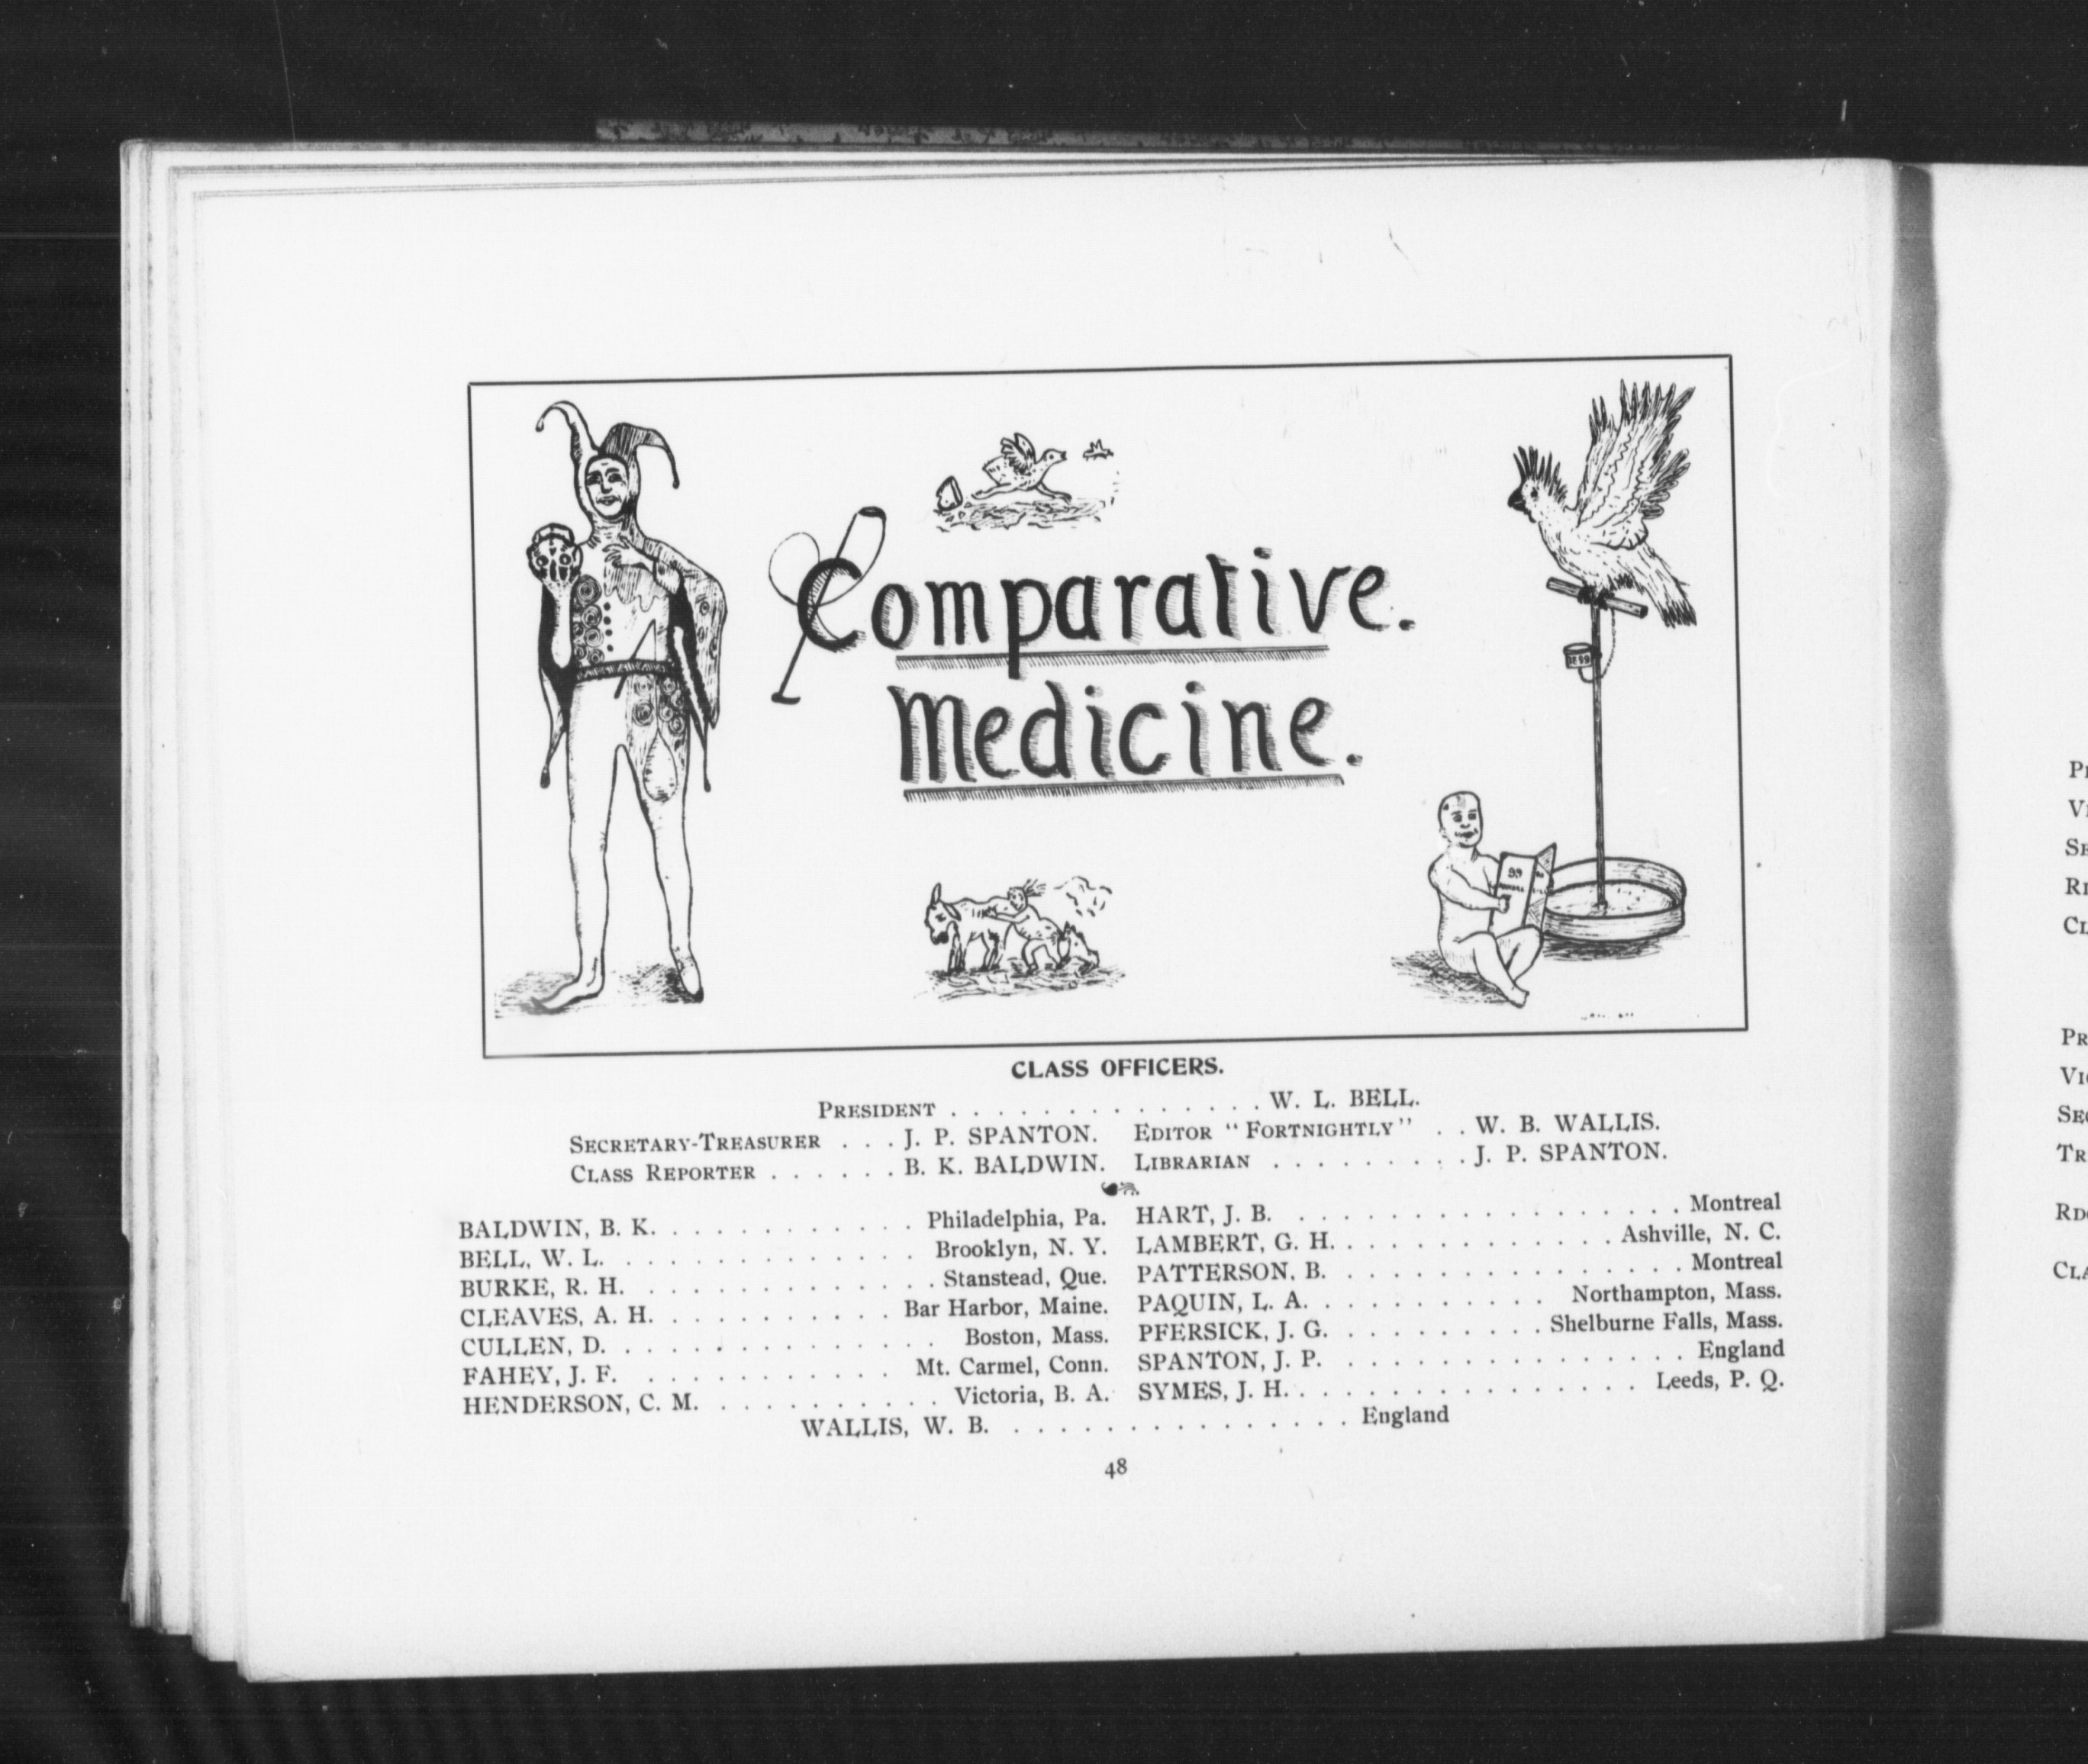 Comparative.
Medicine.
1899
99
CLASS OFFICERS.
PRESIDENT . . . . . . . . . . . . . . W. L. BELL.
SECRETARY-TREASURER . . . J. P. SPANTON. EDITOR "FORTNIGHTLY" . . W. B. WALLIS.
CLASS REPORTER . . . . . . B. K. BALDWIN. LIBRARIAN . . . . . . . . . J. P. SPANTON.
BALDWIN, B. K. . . . . . . . . . . . Philadelphia, Pa. HART, J. B. . . . . . . . . . . . . . . . . . Montreal
BELL, W. L. . . . . . . . . . . . . . Brooklyn, N. Y. LAMBERT, G. H. . . . . . . . . . . . . Ashville, N. C.
BURKE, R. H. . . . . . . . . . . . . . Stanstead, Que. PATTERSON, B. . . . . . . . . . . . . . . . Montreal
CLEAVES, A. H. . . . . . . . . . . Bar Harbor, Maine. PAQUIN, L. A. . . . . . . . . . . . Northampton, Mass.
CULLEN, D. . . . . . . . . . . . . . . Boston, Mass. PFERSICK, J. G. . . . . . . . . . Shelburne Falls, Mass.
FAHEY, J. F. . . . . . . . . . . . Mt. Carmel, Conn. SPANTON, J. P. . . . . . . . . . . . . . . . England
HENDERSON, C. M. . . . . . . . . . . Victoria, B. A. SYMES, J. H. . . . . . . . . . . . . . . . Leeds, P. Q.
WALLIS, W. B. . . . . . . . . . . . . . . . England
48